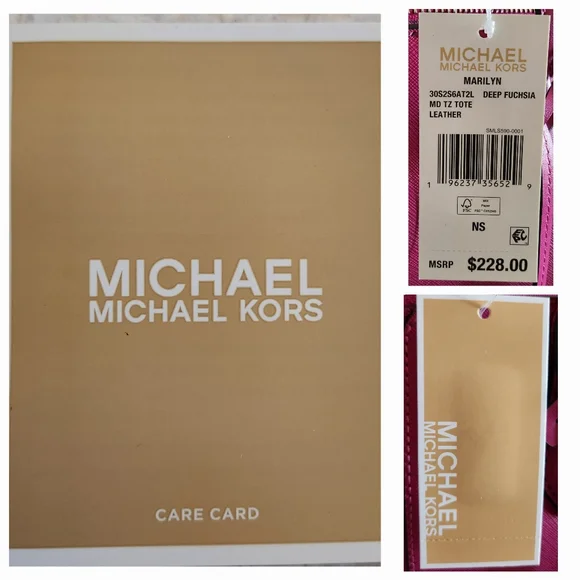 MICHAEL
MICHAEL KORS
CARE CARD
MICHAEL
MICHAEL KORS
MARILYN
30S2S6AT2L DEEP FUCHSIA
MD TZ TOTE
LEATHER
1 96237 35652 9
FSC
NS
MSRP $228.00
MICHAEL
MICHAEL KORS